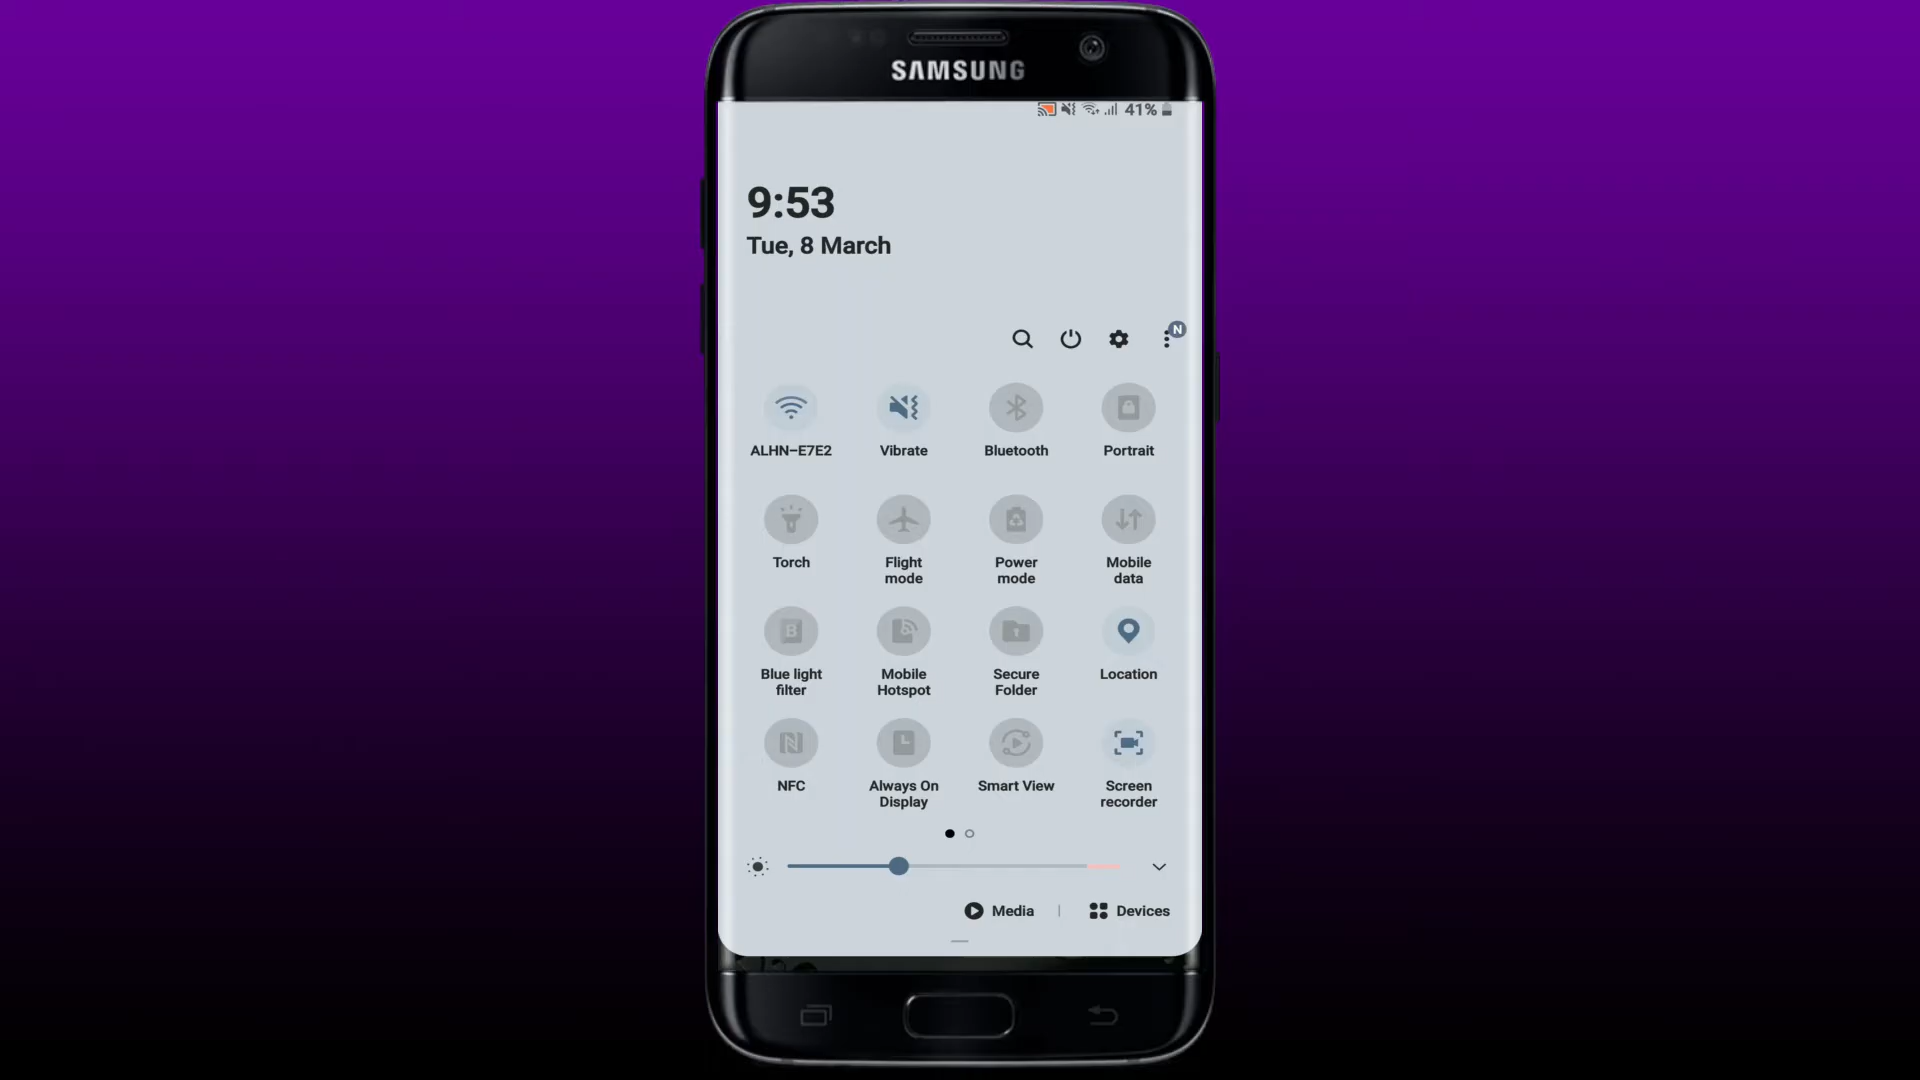 SAMSUNG
41%
9:53
Tue, 8 March
N
ALHN-E7E2
Vibrate
Bluetooth
Portrait
Torch
Flight
mode
Power
mode
Mobile
data
B
Blue light
filter
Mobile
Hotspot
Secure
Folder
Location
NFC
Always On
Display
Smart View
Screen
recorder
Media
Devices